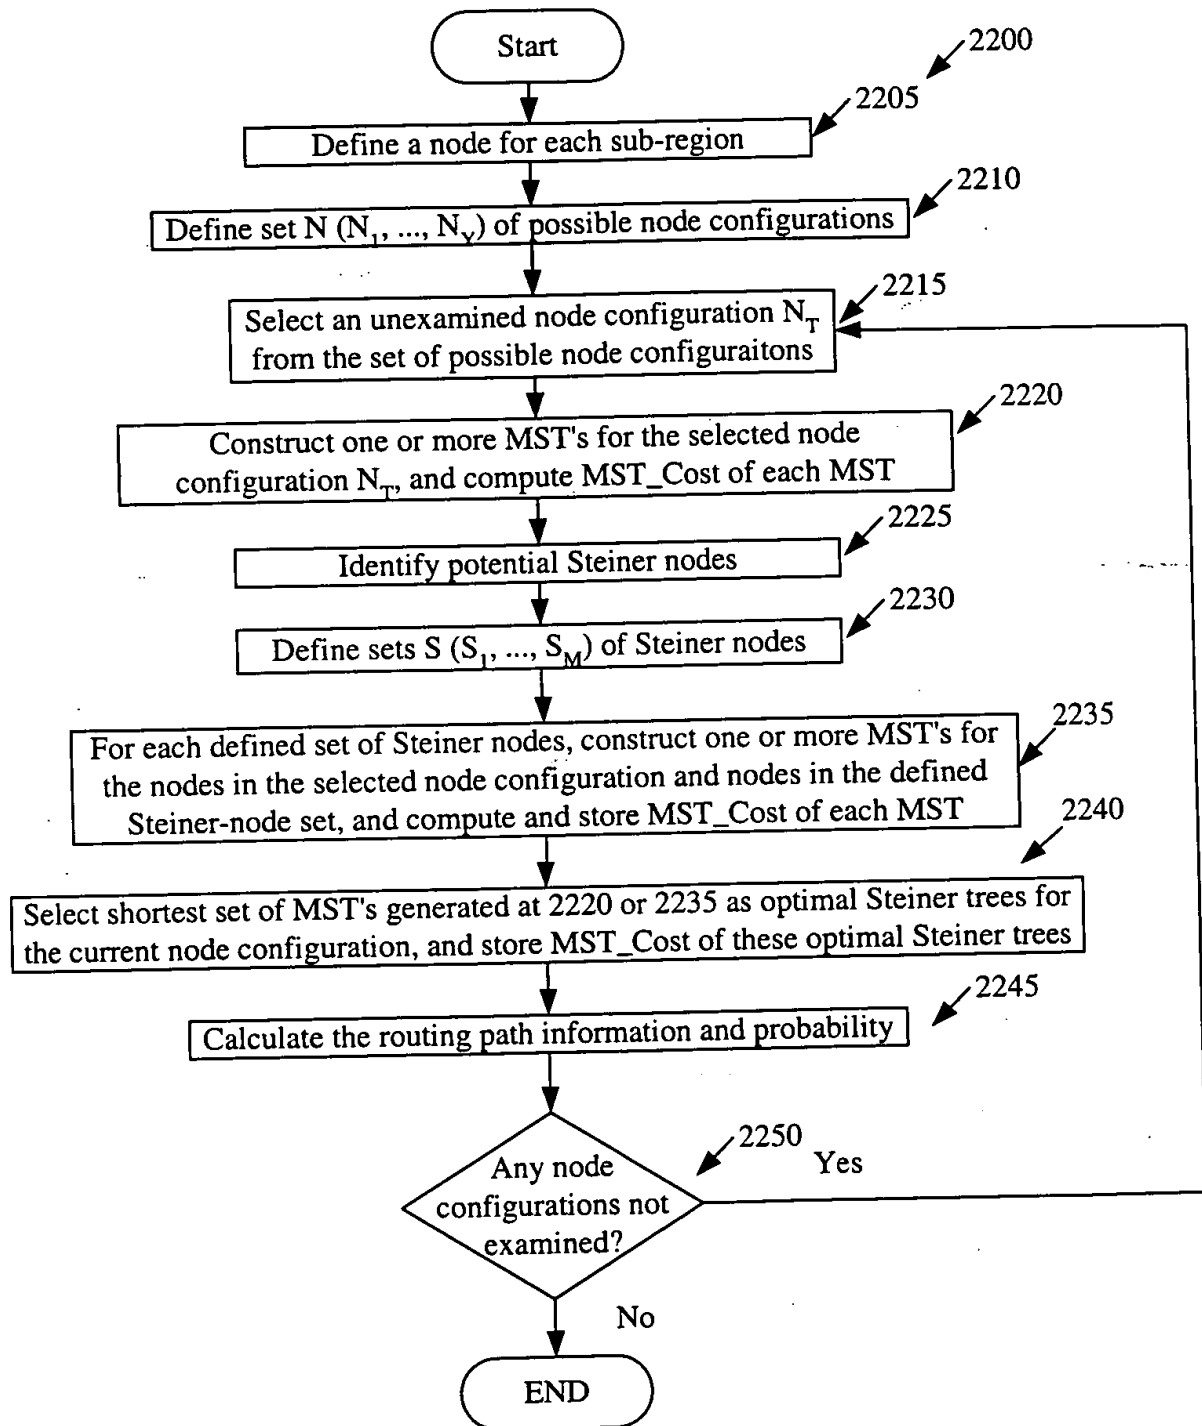 Start
2200
2205
Define a node for each sub-region
2210
Define set N (N₁, ..., N_Y) of possible node configurations
2215
Select an unexamined node configuration N_T
from the set of possible node configuraitons
2220
Construct one or more MST's for the selected node
configuration N_T, and compute MST_Cost of each MST
2225
Identify potential Steiner nodes
2230
Define sets S (S₁, ..., S_M) of Steiner nodes
2235
For each defined set of Steiner nodes, construct one or more MST's for
the nodes in the selected node configuration and nodes in the defined
Steiner-node set, and compute and store MST_Cost of each MST
2240
Select shortest set of MST's generated at 2220 or 2235 as optimal Steiner trees for
the current node configuration, and store MST_Cost of these optimal Steiner trees
2245
Calculate the routing path information and probability
2250
Yes
Any node
configurations not
examined?
No
END